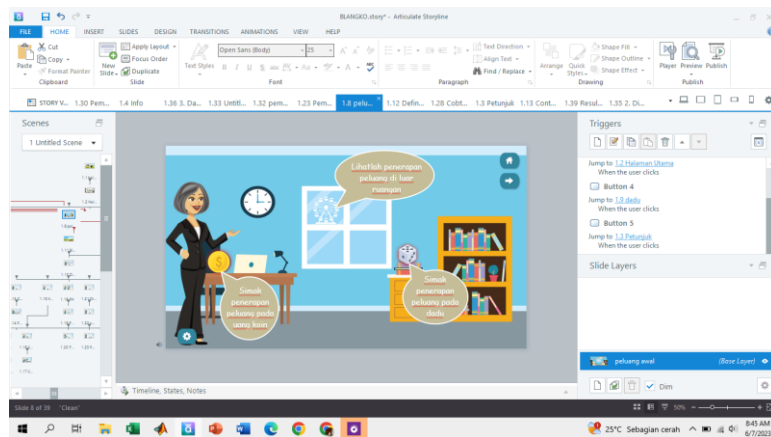 BLANGKO.story* - Articulate Storyline
FILE HOME INSERT SLIDES DESIGN TRANSITIONS ANIMATIONS VIEW HELP
Paste
Cut
Copy
Format Painter
Clipboard
New Slide
Apply Layout
Focus Order
Duplicate
Slide
Text Styles
Open Sans (Body) 25
B I U S
Font
Paragraph
Text Direction
Align Text
Find / Replace
Arrange
Quick Styles
Shape Fill
Shape Outline
Shape Effect
Drawing
Player Preview Publish
Publish
STORY V... 1.30 Pem... 1.4 info 1.36 3. Da... 1.33 Untitl... 1.32 pem... 1.23 Pem... 1.8 pelu... 1.12 Defin... 1.28 Cobt... 1.3 Petunjuk 1.13 Cont... 1.39 Resul... 1.35 2. Di...
Scenes
1 Untitled Scene
Lihatlah penerapan
peluang di luar
ruangan
Simak
penerapan
peluang pada
uang koin
Simak
penerapan
peluang pada
dadu
Triggers
Jump to 1.2 Halaman Utama
When the user clicks
Button 4
Jump to 1.9 dadu
When the user clicks
Button 5
Jump to 1.3 Petunjuk
When the user clicks
Slide Layers
peluang awal (Base Layer)
Dim
Timeline, States, Notes
Slide 8 of 39 "Clean"
50%
25°C Sebagian cerah
8:45 AM
6/7/2023